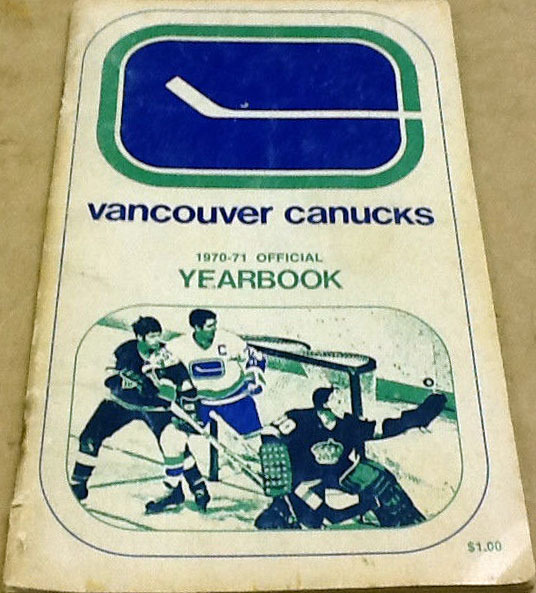 vancouver canucks
1970-71 OFFICIAL
YEARBOOK
C
$1.00